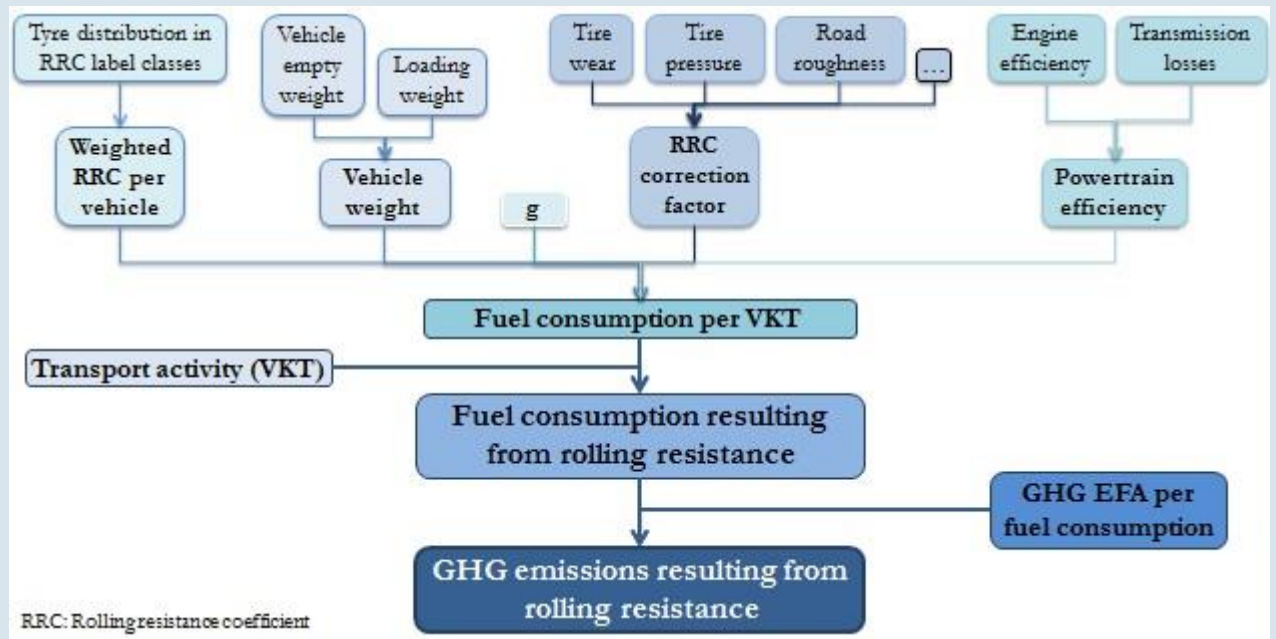 Tyre distribution in
RRC label classes
Vehicle
empty
weight
Loading
weight
Tire
wear
Tire
pressure
Road
roughness
...
Engine
efficiency
Transmission
losses
Weighted
RRC per
vehicle
Vehicle
weight
g
RRC
correction
factor
Powertrain
efficiency
Fuel consumption per VKT
Transport activity (VKT)
Fuel consumption resulting
from rolling resistance
GHG EFA per
fuel consumption
GHG emissions resulting from
rolling resistance
RRC: Rolling resistance coefficient